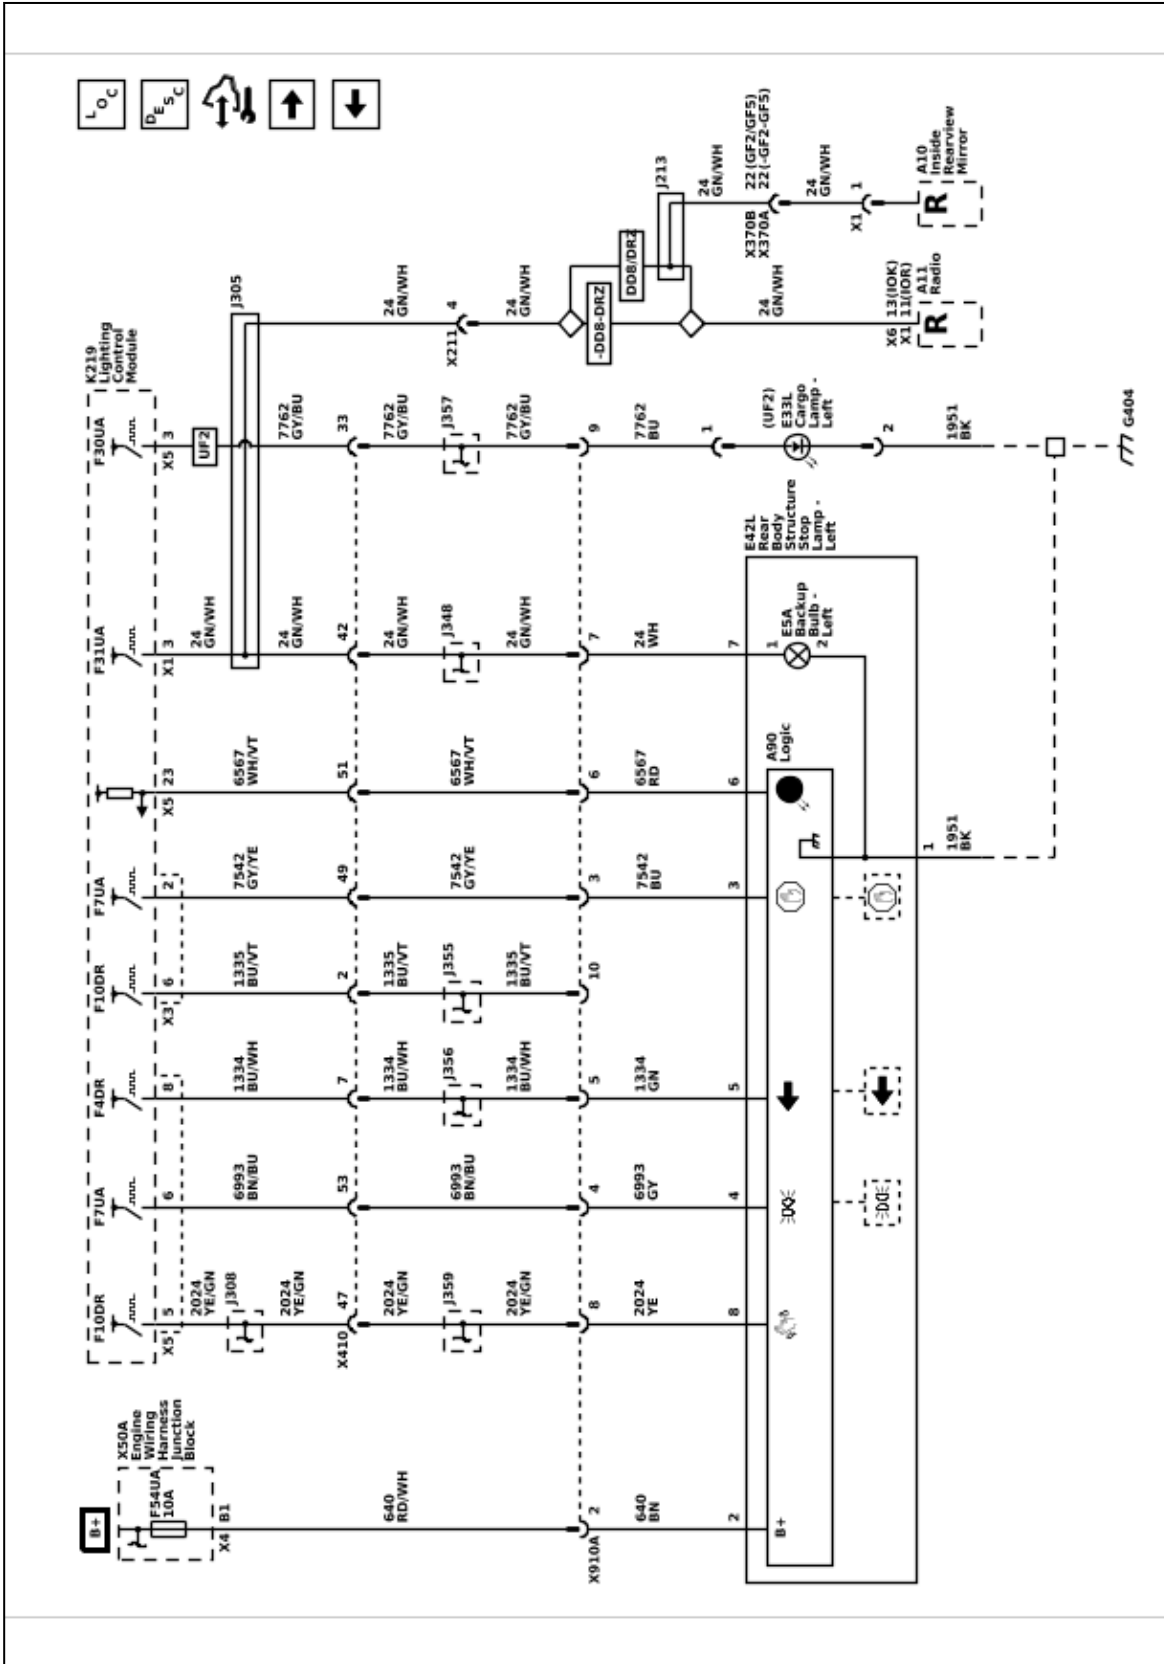 B+
X50A
Engine
Wiring
Harness
Junction
Block
F54UA
10A
X4 B1
K219
Lighting
Control
Module
F10DR
F7UA
F4DR
F10DR
F7UA
F31UA
F30UA
LOC
DESC
X5 5
6
8
X3 6
2
X5 23
X1 3
X5 3
UF2
2024
YE/GN
J308
2024
YE/GN
6993
BN/BU
1334
BU/WH
1335
BU/VT
7542
GY/YE
6567
WH/VT
24
GN/WH
J305
24
GN/WH
7762
GY/BU
X410 47
53
7
2
49
51
42
33
640
RD/WH
2024
YE/GN
1334
BU/WH
1335
BU/VT
24
GN/WH
7762
GY/BU
24
GN/WH
J359
6993
BN/BU
J356
J355
7542
GY/YE
6567
WH/VT
J348
J357
X211 4
2024
YE/GN
1334
BU/WH
1335
BU/VT
24
GN/WH
7762
GY/BU
24
GN/WH
X910A 2
8
4
5
10
3
6
7
9
-DD8-DRZ
DD8/DRZ
J213
640
BN
2024
YE
6993
GY
1334
GN
7542
BU
6567
RD
24
WH
7762
BU
24
GN/WH
2
8
4
5
3
6
7
1
X370B 22(GF2/GF5)
X370A 22(-GF2-GF5)
E42L
Rear
Body
Structure
Stop
Lamp -
Left
(UF2)
E33L
Cargo
Lamp -
Left
24
GN/WH
24
GN/WH
B+
A90
Logic
1
E5A
Backup
Bulb -
Left
2
X1 1
2
X6 13(IOK)
X1 11(IOR)
A11
Radio
R
A10
Inside
Rearview
Mirror
R
1
1951
BK
1951
BK
G404